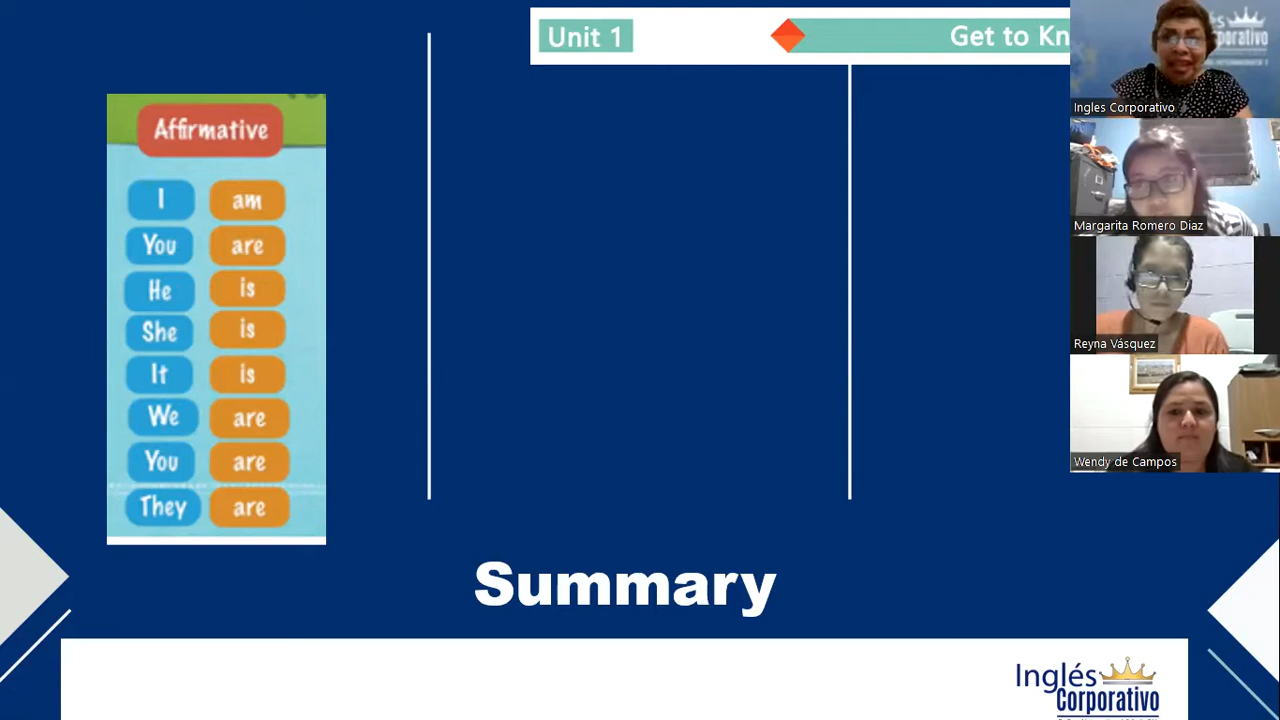 Unit 1
Get to Kn
Affirmative
I am
You are
He is
She is
It is
We are
You are
They are
Summary
Inglés
Corporativo
Ingles Corporativo
Margarita Romero Diaz
Reyna Vásquez
Wendy de Campos